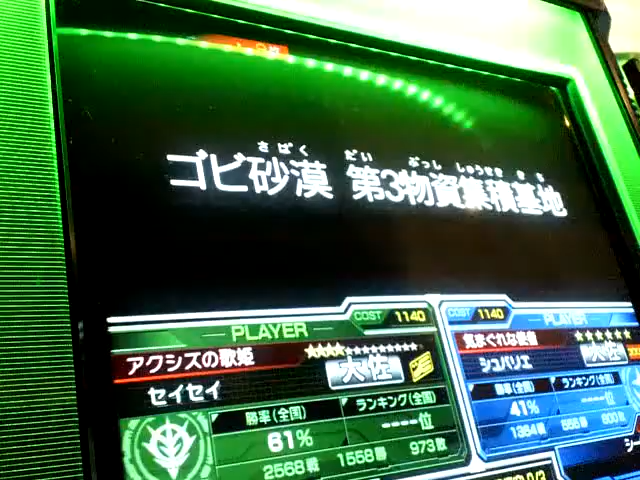 さばく だい ぶっし しゅうせき きち
ゴビ砂漠 第3物資集積基地
COST 1140
PLAYER
アクシズの歌姫
大佐
セイセイ
勝率(全国)
61%
ランキング(全国)
----位
2568戦 1558勝 973敗
COST 1140
PLAYER
気まぐれな
大佐
シュバリエ
勝率(全国)
41%
ランキング(全国)
----位
1364戦